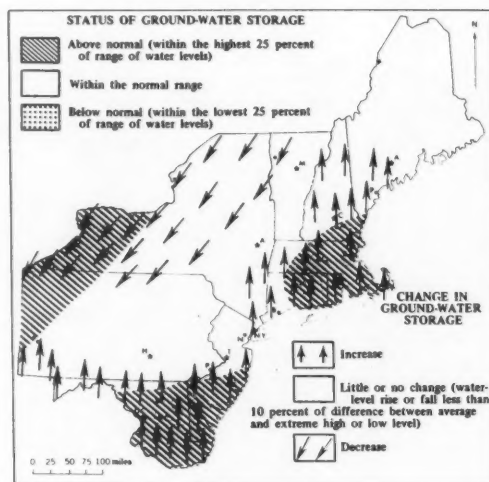 STATUS OF GROUND-WATER STORAGE
Above normal (within the highest 25 percent
of range of water levels)
Within the normal range
Below normal (within the lowest 25 percent
of range of water levels)
N
M
A
A
C
H
CHANGE IN
GROUND-WATER
STORAGE
Increase
Little or no change (water-
level rise or fall less than
10 percent of difference between average
and extreme high or low level)
Decrease
0 25 50 75 100 miles